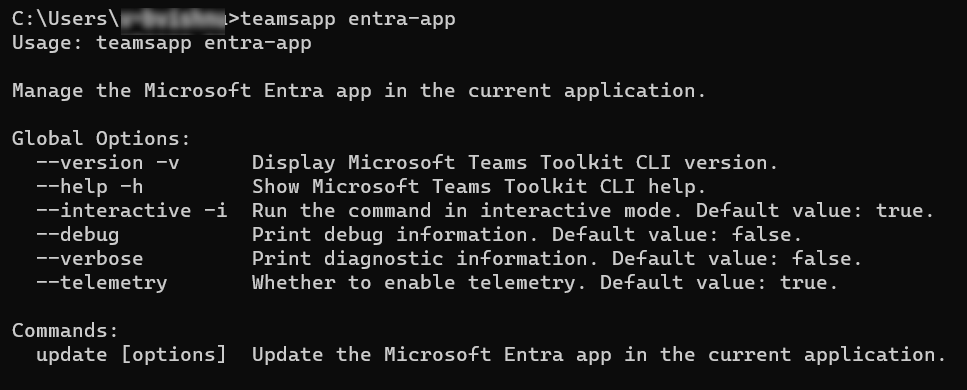 C:\Users\ >teamsapp entra-app
Usage: teamsapp entra-app
Manage the Microsoft Entra app in the current application.
Global Options:
--version -v Display Microsoft Teams Toolkit CLI version.
--help -h Show Microsoft Teams Toolkit CLI help.
--interactive -i Run the command in interactive mode. Default value: true.
--debug Print debug information. Default value: false.
--verbose Print diagnostic information. Default value: false.
--telemetry Whether to enable telemetry. Default value: true.
Commands:
update [options] Update the Microsoft Entra app in the current application.